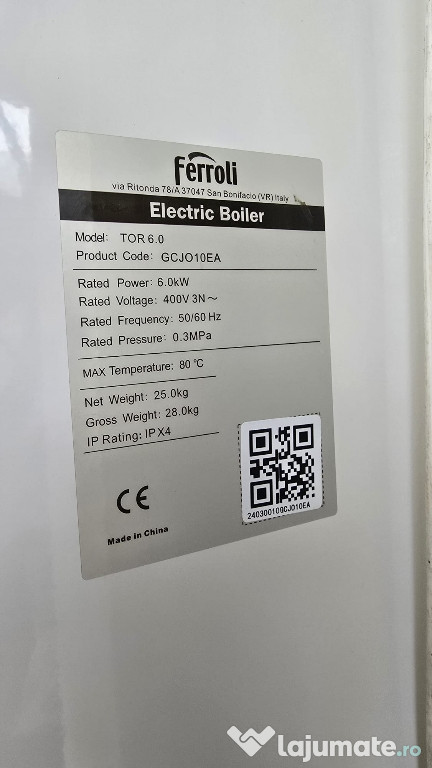 Ferroli
via Ritonda 78/A 37047 San Bonifacio (VR) Italy
Electric Boiler
Model: TOR 6.0
Product Code: GCJO10EA
Rated Power: 6.0kW
Rated Voltage: 400V 3N～
Rated Frequency: 50/60 Hz
Rated Pressure: 0.3MPa
MAX Temperature: 80 ℃
Net Weight: 25.0kg
Gross Weight: 28.0kg
IP Rating: IPX4
CE
24030010GCJ010EA
Made in China
lajumate.ro